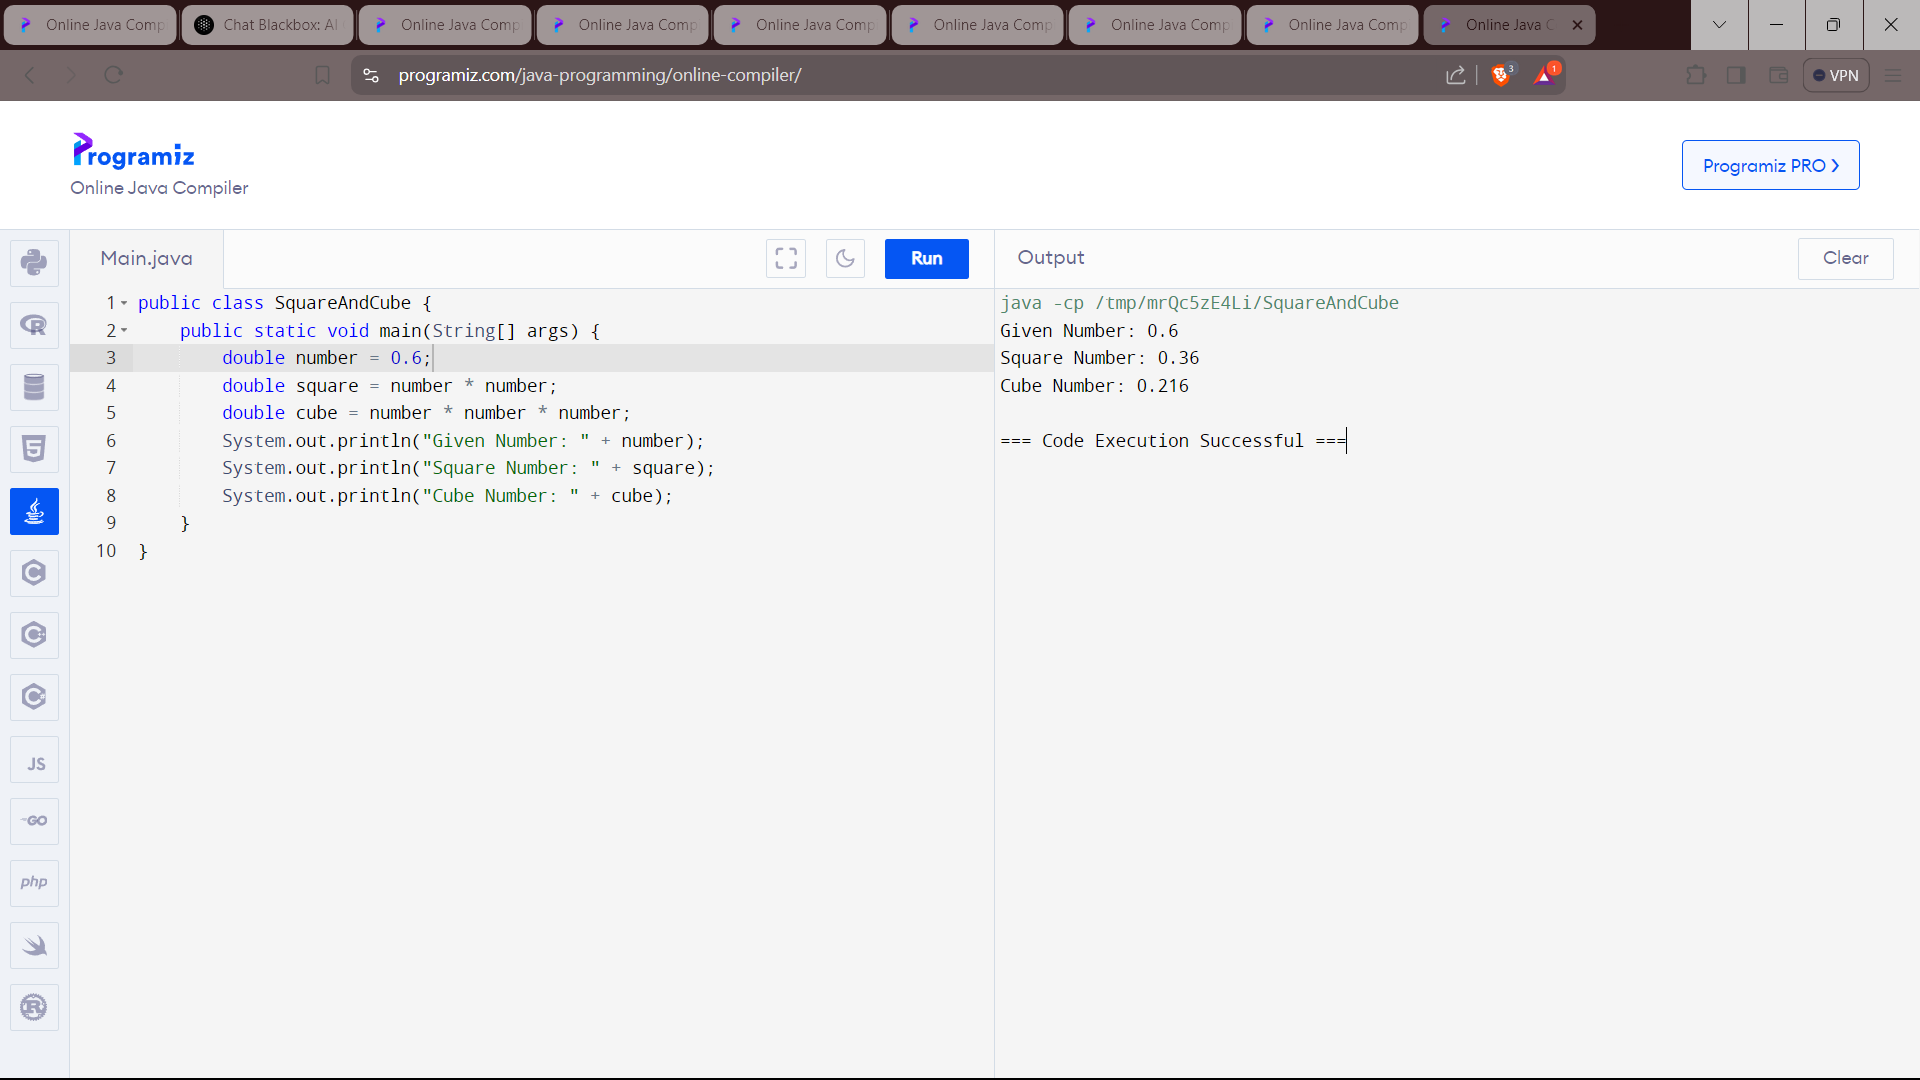 Online Java Comp
Chat Blackbox: AI
Online Java Comp
Online Java Comp
Online Java Comp
Online Java Comp
Online Java Comp
Online Java Comp
Online Java C
programiz.com/java-programming/online-compiler/
3
1
VPN
Programiz
Online Java Compiler
Programiz PRO
Main.java
Run
Output
Clear
1 public class SquareAndCube {
2 public static void main(String[] args) {
3 double number = 0.6;
4 double square = number * number;
5 double cube = number * number * number;
6 System.out.println("Given Number: " + number);
7 System.out.println("Square Number: " + square);
8 System.out.println("Cube Number: " + cube);
9 }
10 }
java -cp /tmp/mrQc5zE4Li/SquareAndCube
Given Number: 0.6
Square Number: 0.36
Cube Number: 0.216
=== Code Execution Successful ===
R
5
C
C++
C#
JS
GO
php
R